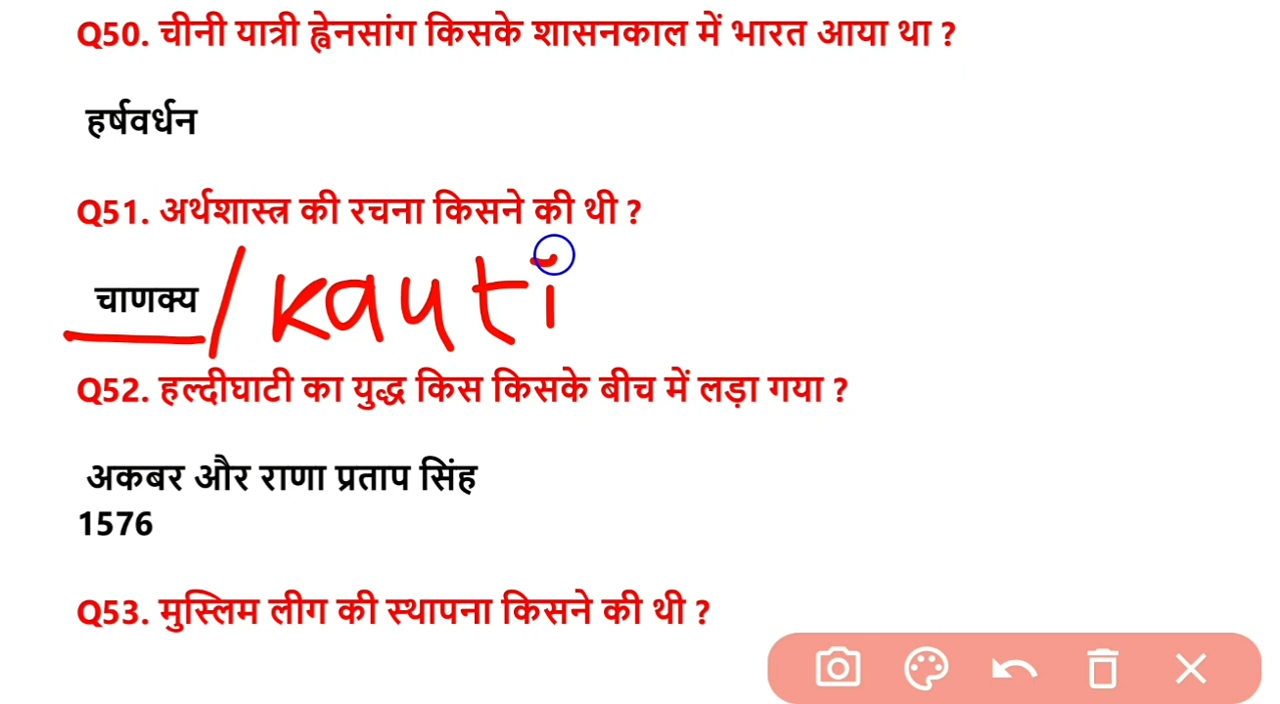 Q50. चीनी यात्री ह्वेनसांग किसके शासनकाल में भारत आया था ?
हर्षवर्धन
Q51. अर्थशास्त्र की रचना किसने की थी ?
चाणक्य / Kauti
Q52. हल्दीघाटी का युद्ध किस किसके बीच में लड़ा गया ?
अकबर और राणा प्रताप सिंह
1576
Q53. मुस्लिम लीग की स्थापना किसने की थी ?